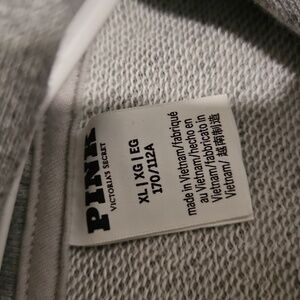 PINK
VICTORIA'S SECRET
XL | XG | EG
170/112A
made in Vietnam/fabriqué
au Vietnam/hecho en
Vietnam/fabbricato in
Vietnam/ 越南制造